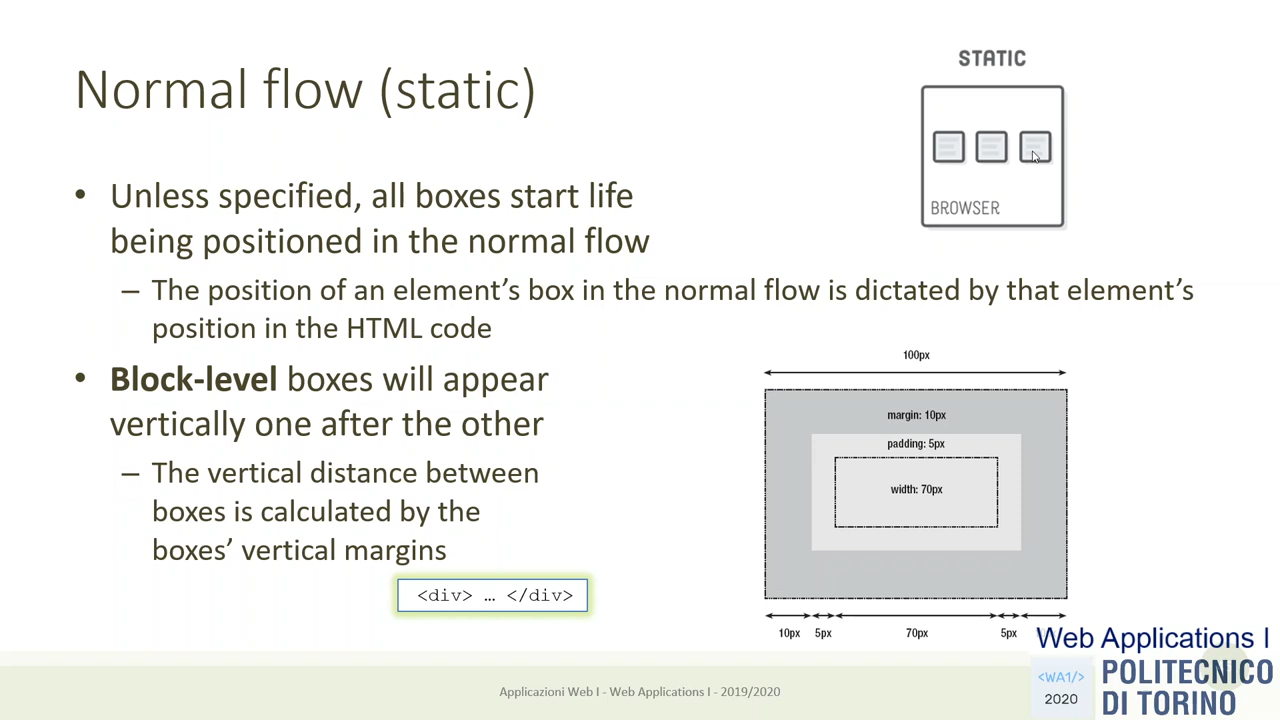 STATIC
Normal flow (static)
BROWSER
• Unless specified, all boxes start life
being positioned in the normal flow
– The position of an element’s box in the normal flow is dictated by that element’s
position in the HTML code
• Block-level boxes will appear
vertically one after the other
– The vertical distance between
boxes is calculated by the
boxes’ vertical margins
<div> … </div>
100px
margin: 10px
padding: 5px
width: 70px
10px 5px 70px 5px
Web Applications I
<WA1/>
2020
POLITECNICO
DI TORINO
Applicazioni Web I - Web Applications I - 2019/2020